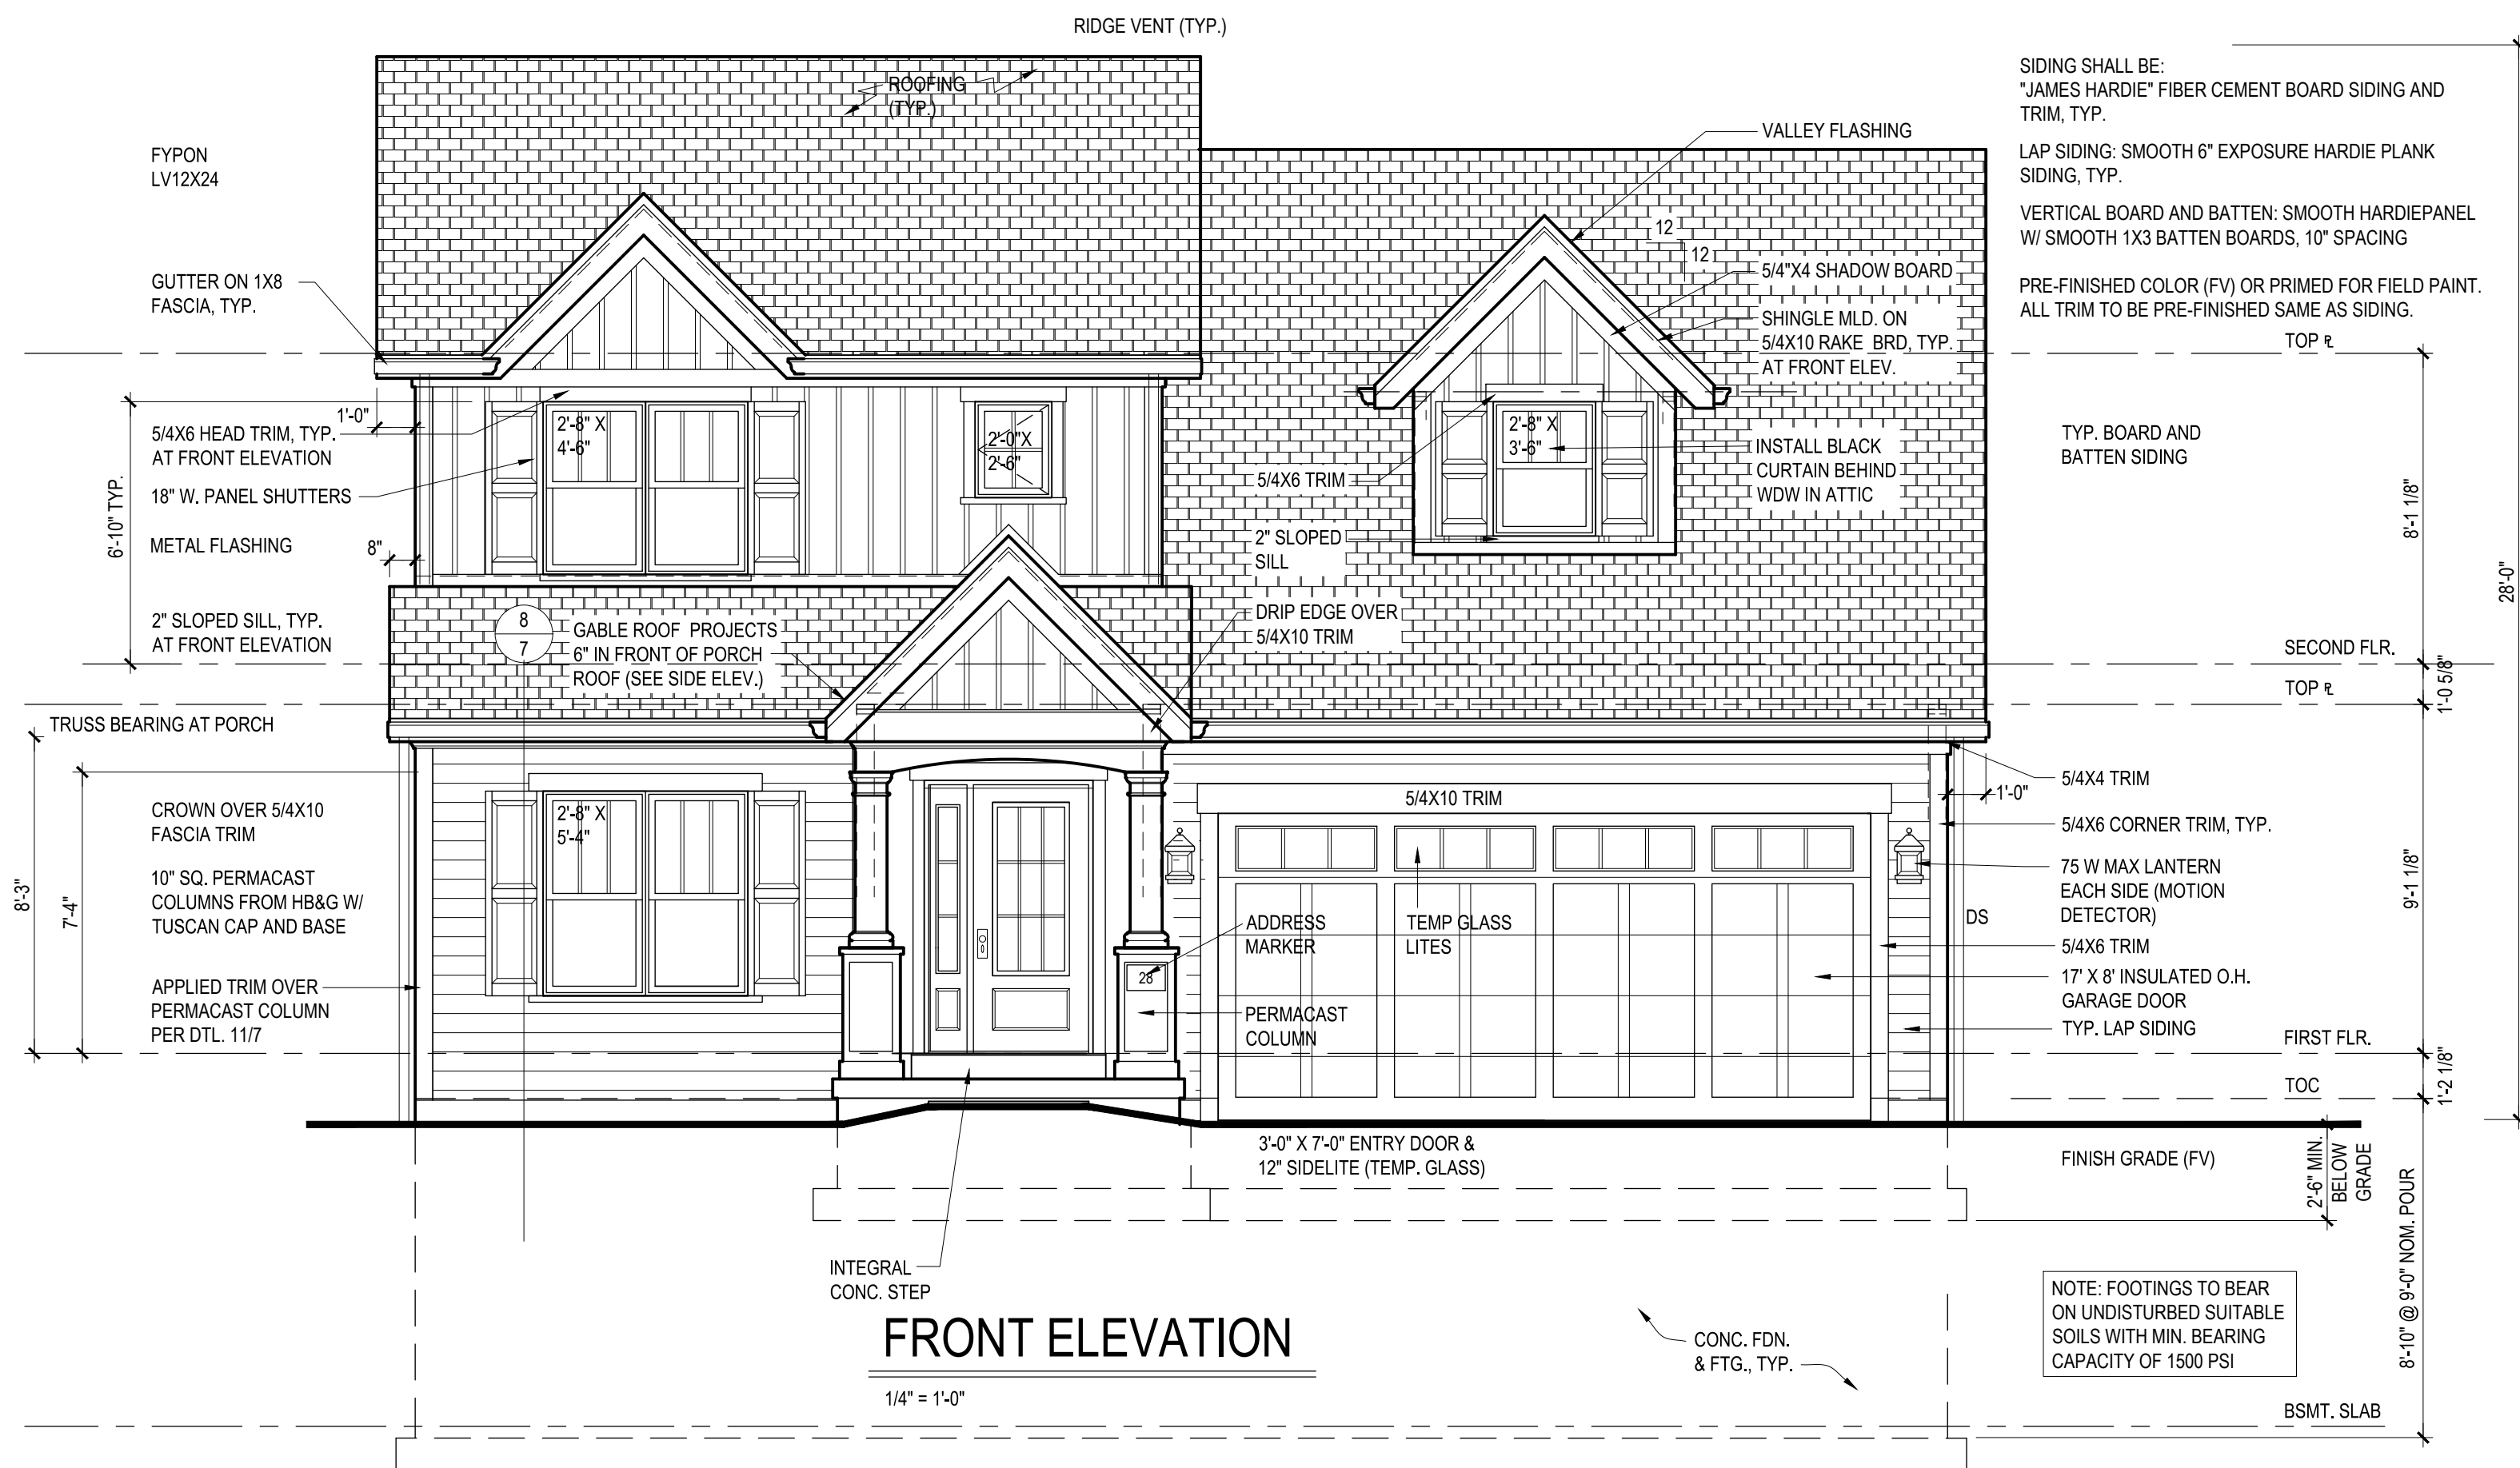 RIDGE VENT (TYP.)
ROOFING
(TYP.)
FYPON
LV12X24
GUTTER ON 1X8
FASCIA, TYP.
1'-0"
5/4X6 HEAD TRIM, TYP.
AT FRONT ELEVATION
18" W. PANEL SHUTTERS
6'-10" TYP.
METAL FLASHING
8"
2" SLOPED SILL, TYP.
AT FRONT ELEVATION
TRUSS BEARING AT PORCH
8'-3"
7'-4"
CROWN OVER 5/4X10
FASCIA TRIM
10" SQ. PERMACAST
COLUMNS FROM HB&G W/
TUSCAN CAP AND BASE
APPLIED TRIM OVER
PERMACAST COLUMN
PER DTL. 11/7
2'-8" X
4'-6"
2'-0"X
2'-6"
8
7
GABLE ROOF PROJECTS
6" IN FRONT OF PORCH
ROOF (SEE SIDE ELEV.)
2'-8" X
5'-4"
VALLEY FLASHING
12
12
5/4"X4 SHADOW BOARD
SHINGLE MLD. ON
5/4X10 RAKE BRD, TYP.
AT FRONT ELEV.
2'-8" X
3'-6"
INSTALL BLACK
CURTAIN BEHIND
WDW IN ATTIC
5/4X6 TRIM
2" SLOPED
SILL
DRIP EDGE OVER
5/4X10 TRIM
5/4X10 TRIM
ADDRESS
MARKER
28
TEMP GLASS
LITES
PERMACAST
COLUMN
3'-0" X 7'-0" ENTRY DOOR &
12" SIDELITE (TEMP. GLASS)
INTEGRAL
CONC. STEP
SIDING SHALL BE:
"JAMES HARDIE" FIBER CEMENT BOARD SIDING AND
TRIM, TYP.
LAP SIDING: SMOOTH 6" EXPOSURE HARDIE PLANK
SIDING, TYP.
VERTICAL BOARD AND BATTEN: SMOOTH HARDIEPANEL
W/ SMOOTH 1X3 BATTEN BOARDS, 10" SPACING
PRE-FINISHED COLOR (FV) OR PRIMED FOR FIELD PAINT.
ALL TRIM TO BE PRE-FINISHED SAME AS SIDING.
TOP ⅊
TYP. BOARD AND
BATTEN SIDING
8'-1 1/8"
28'-0"
SECOND FLR.
1'-0 5/8"
TOP ⅊
5/4X4 TRIM
1'-0"
5/4X6 CORNER TRIM, TYP.
75 W MAX LANTERN
EACH SIDE (MOTION
DETECTOR)
DS
5/4X6 TRIM
17' X 8' INSULATED O.H.
GARAGE DOOR
TYP. LAP SIDING
9'-1 1/8"
FIRST FLR.
TOC
1'-2 1/8"
FINISH GRADE (FV)
2'-6" MIN.
BELOW
GRADE
8'-10" @ 9'-0" NOM. POUR
NOTE: FOOTINGS TO BEAR
ON UNDISTURBED SUITABLE
SOILS WITH MIN. BEARING
CAPACITY OF 1500 PSI
CONC. FDN.
& FTG., TYP.
BSMT. SLAB
FRONT ELEVATION
1/4" = 1'-0"